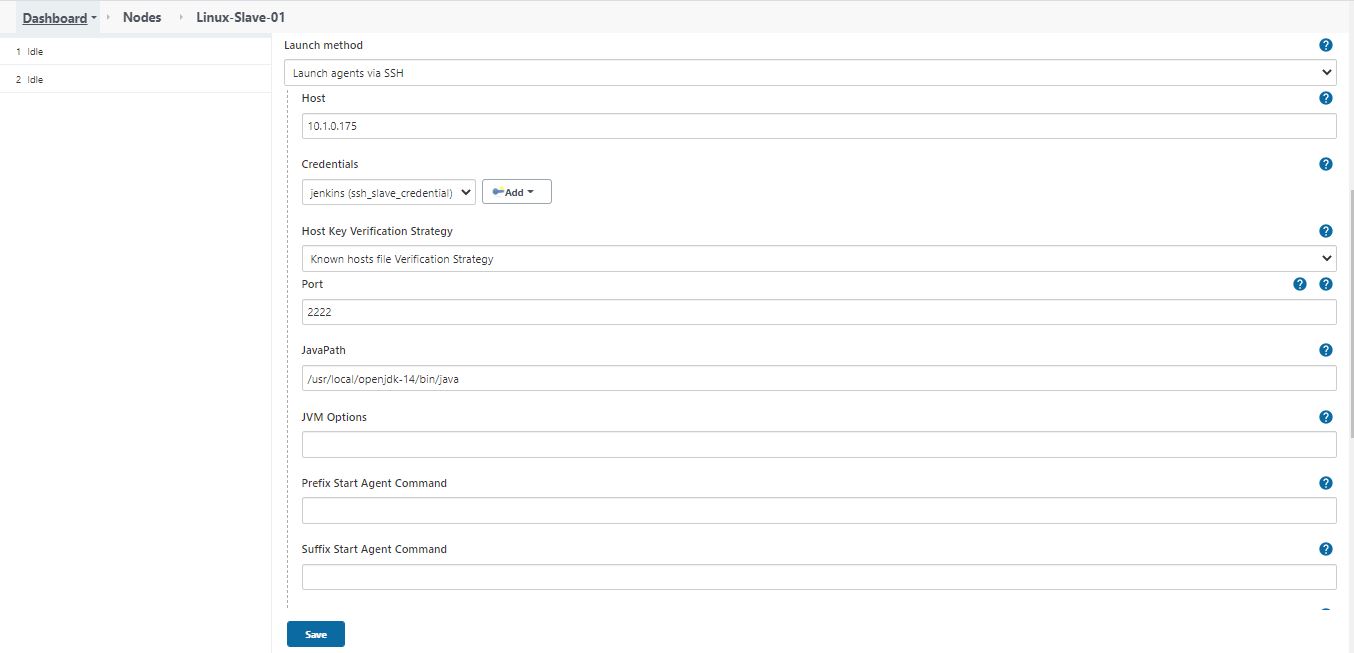 Dashboard Nodes Linux-Slave-01
1 Idle
2 Idle
Launch method ?
Launch agents via SSH
Host ?
10.1.0.175
Credentials ?
jenkins (ssh_slave_credential) Add
Host Key Verification Strategy ?
Known hosts file Verification Strategy
Port ? ?
2222
JavaPath ?
/usr/local/openjdk-14/bin/java
JVM Options ?
Prefix Start Agent Command ?
Suffix Start Agent Command ?
Save